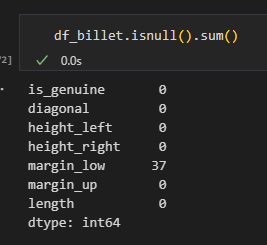 df_billet.isnull().sum()
2]
0.0s
is_genuine 0
diagonal 0
height_left 0
height_right 0
margin_low 37
margin_up 0
length 0
dtype: int64